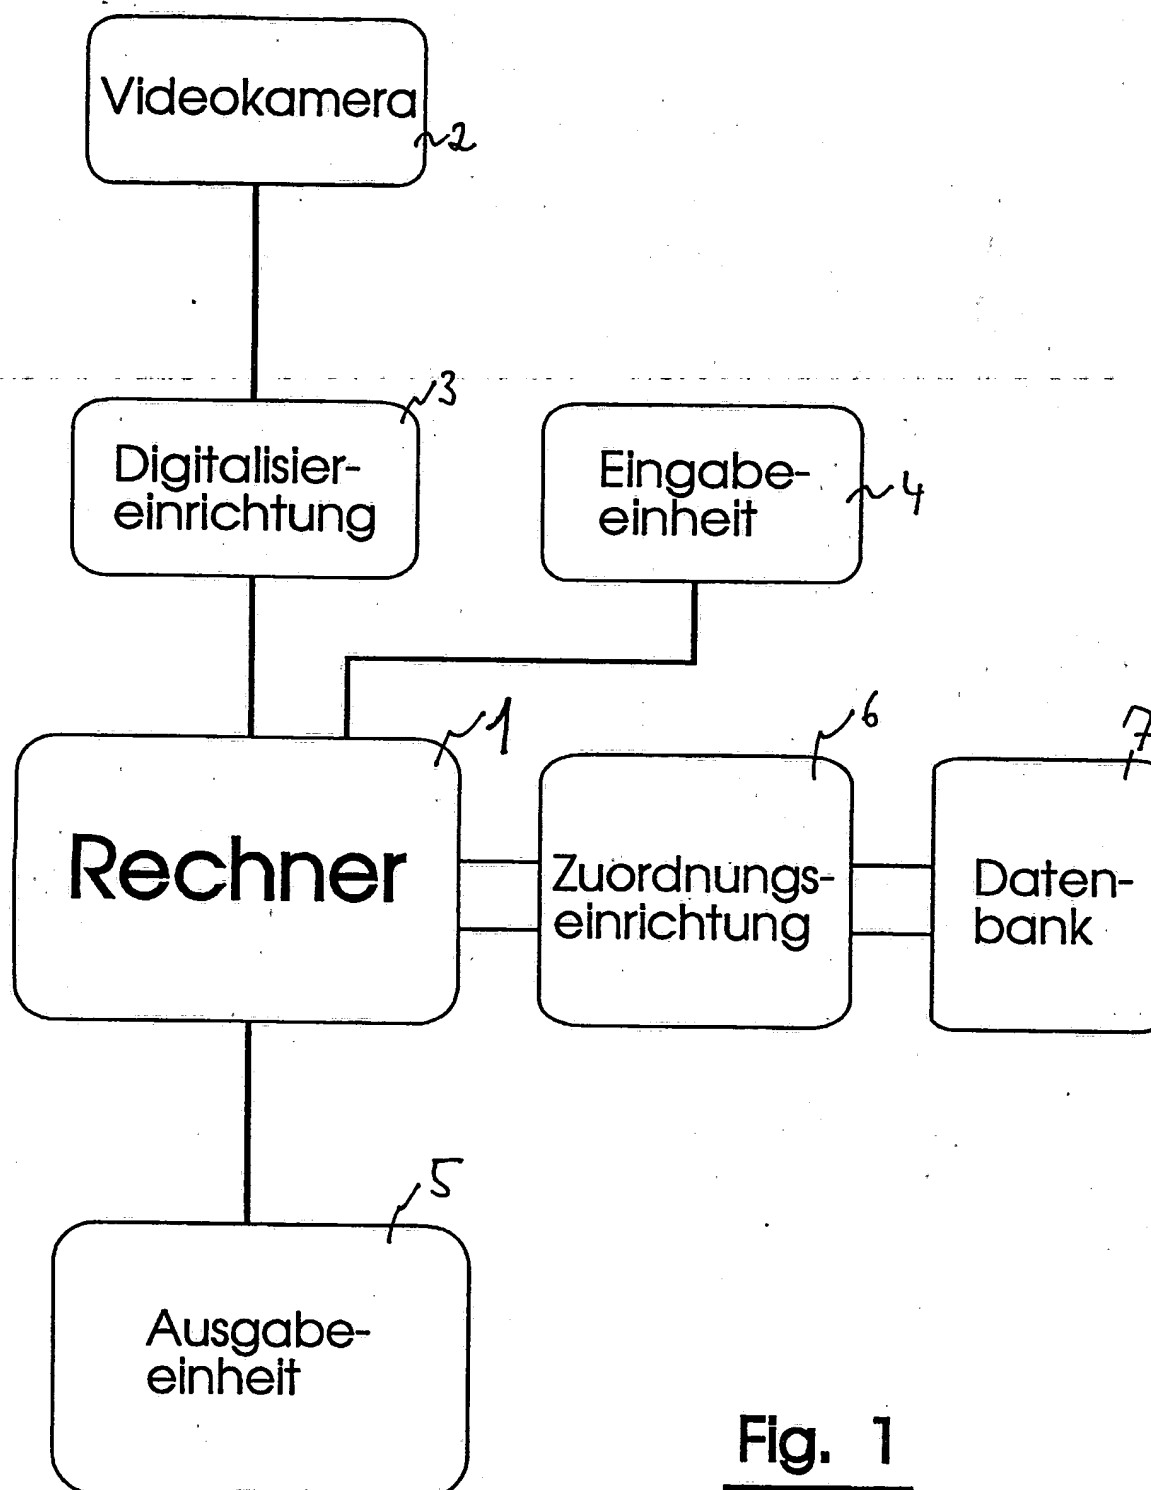 Videokamera
2
3
Digitalisier-
einrichtung
Eingabe-
einheit
4
1
6
7
Rechner
Zuordnungs-
einrichtung
Daten-
bank
5
Ausgabe-
einheit
Fig. 1